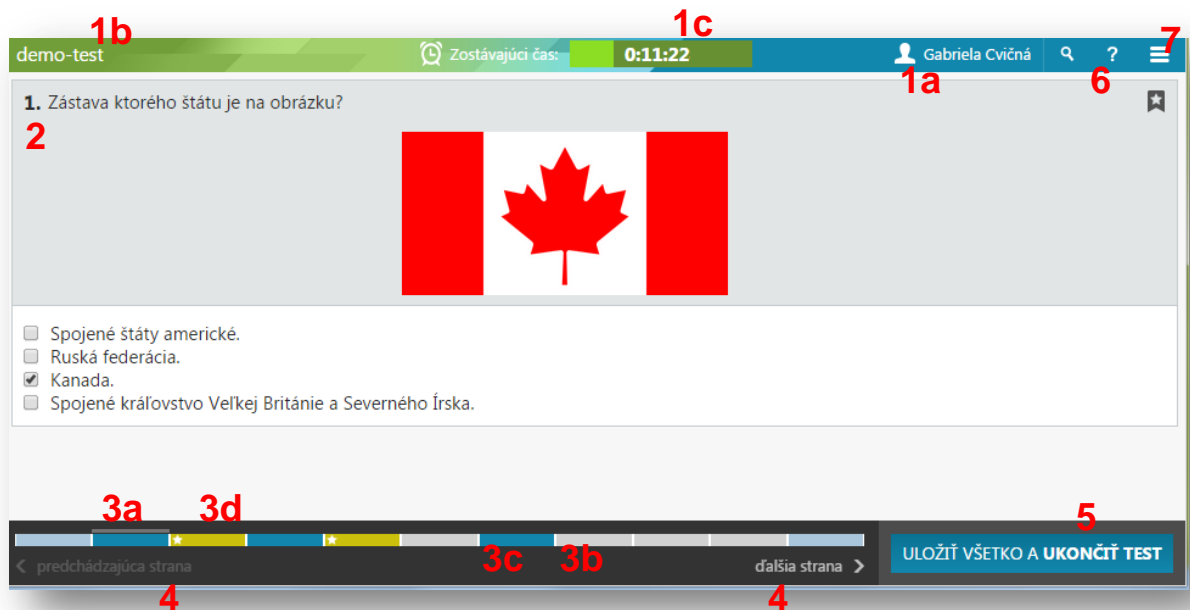 1b
1c
7
demo-test
Zostávajúci čas:
0:11:22
Gabriela Cvičná
?
1a
6
1. Zástava ktorého štátu je na obrázku?
2
Spojené štáty americké.
Ruská federácia.
Kanada.
Spojené kráľovstvo Veľkej Británie a Severného Írska.
3a
3d
5
3c
3b
predchádzajúca strana
ďalšia strana
ULOŽIŤ VŠETKO A UKONČIŤ TEST
4
4